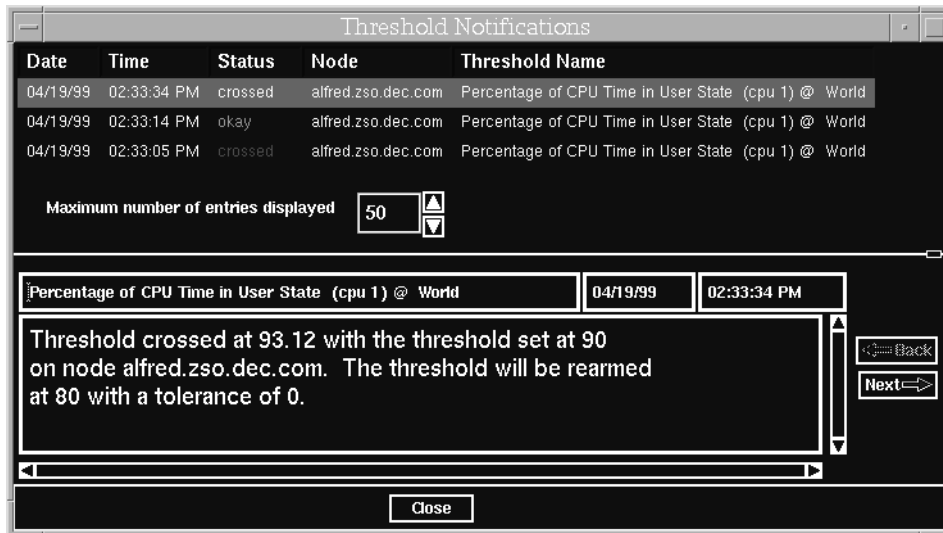 Threshold Notifications
Date Time Status Node Threshold Name
04/19/99 02:33:34 PM crossed alfred.zso.dec.com Percentage of CPU Time in User State (cpu 1) @ World
04/19/99 02:33:14 PM okay alfred.zso.dec.com Percentage of CPU Time in User State (cpu 1) @ World
04/19/99 02:33:05 PM crossed alfred.zso.dec.com Percentage of CPU Time in User State (cpu 1) @ World
Maximum number of entries displayed 50
Percentage of CPU Time in User State (cpu 1) @ World 04/19/99 02:33:34 PM
Threshold crossed at 93.12 with the threshold set at 90
on node alfred.zso.dec.com. The threshold will be rearmed
at 80 with a tolerance of 0.
Back
Next
Close